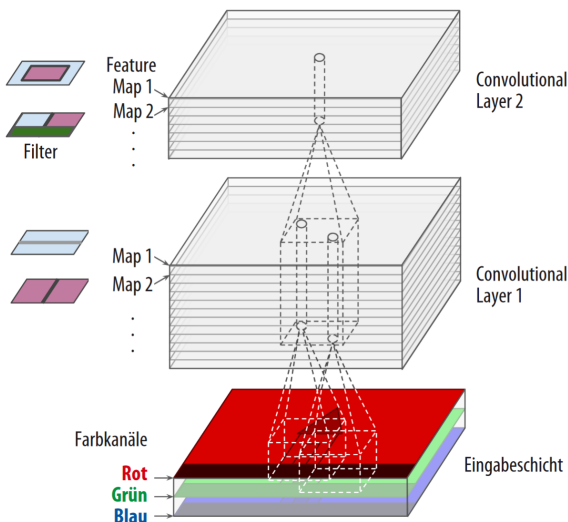 Feature
Map 1
Map 2
.
.
.
Filter
Convolutional
Layer 2
Map 1
Map 2
.
.
.
Convolutional
Layer 1
Farbkanäle
Rot
Grün
Blau
Eingabeschicht